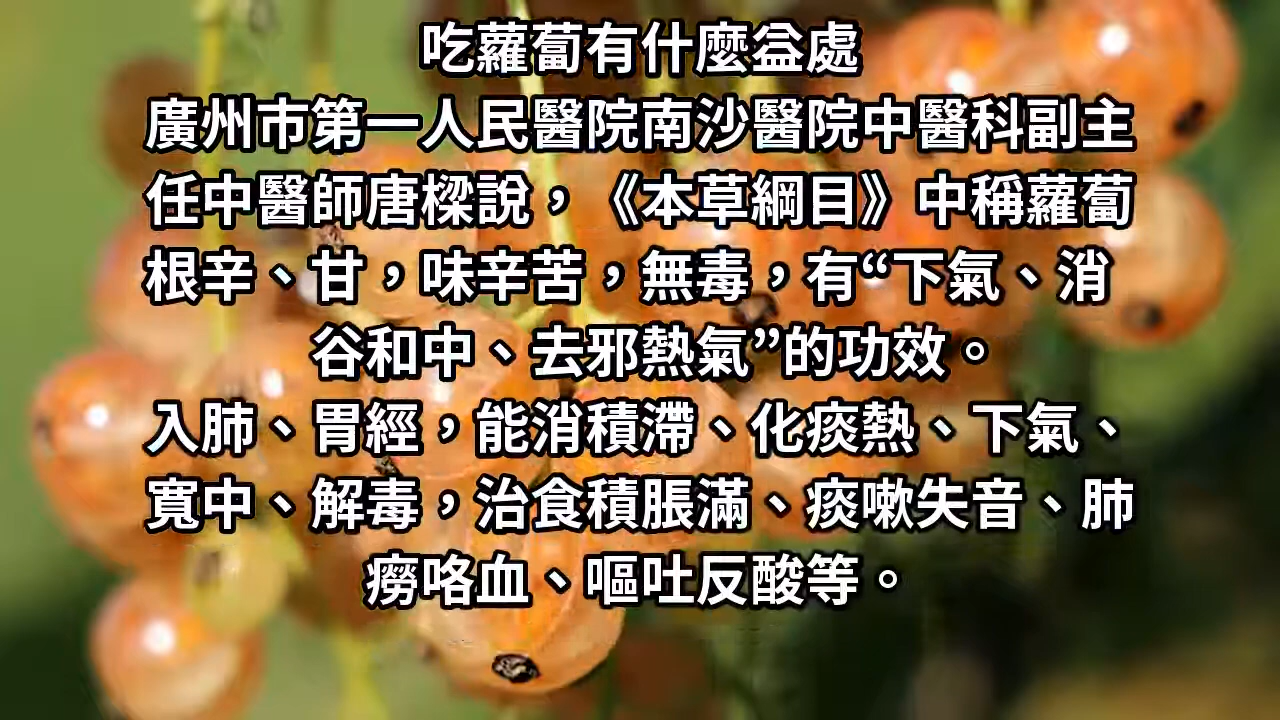 吃蘿蔔有什麼益處
廣州市第一人民醫院南沙醫院中醫科副主
任中醫師唐樑說，《本草綱目》中稱蘿蔔
根辛、甘，味辛苦，無毒，有“下氣、消
谷和中、去邪熱氣”的功效。
入肺、胃經，能消積滯、化痰熱、下氣、
寬中、解毒，治食積脹滿、痰嗽失音、肺
癆咯血、嘔吐反酸等。